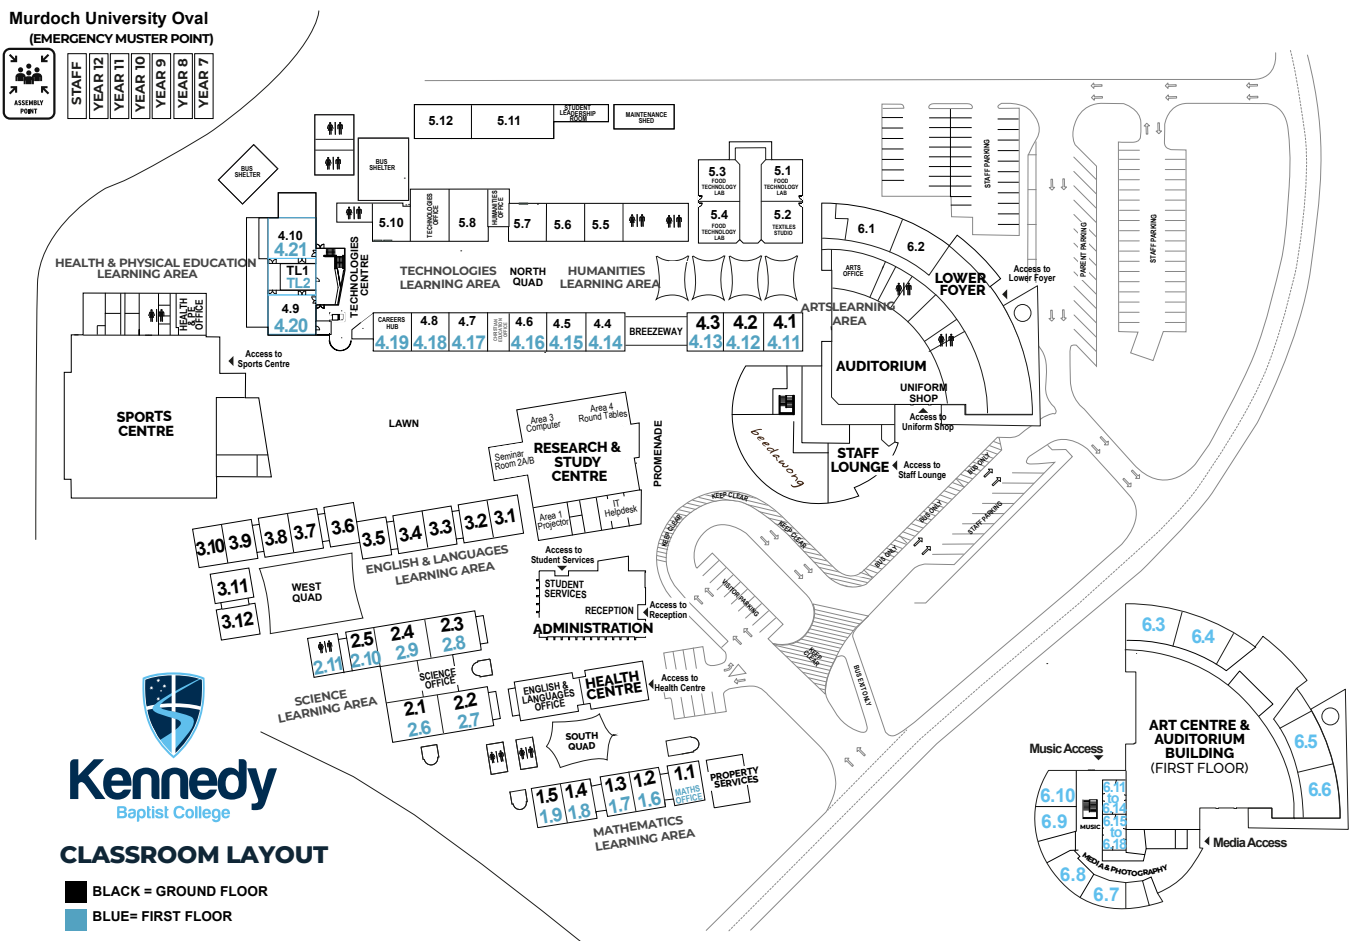 Murdoch University Oval
(EMERGENCY MUSTER POINT)
ASSEMBLY
POINT
STAFF
YEAR 12
YEAR 11
YEAR 10
YEAR 9
YEAR 8
YEAR 7
5.12
5.11
STUDENT
LEADERSHIP
ROOM
MAINTENANCE
SHED
BUS
SHELTER
BUS
SHELTER
5.10
TECHNOLOGIES
OFFICE
5.8
HUMANITIES
OFFICE
5.7
5.6
5.5
5.3
FOOD
TECHNOLOGY
LAB
5.1
FOOD
TECHNOLOGY
LAB
5.4
FOOD
TECHNOLOGY
LAB
5.2
TEXTILES
STUDIO
6.1
6.2
ARTS
OFFICE
LOWER
FOYER
Access to
Lower Foyer
STAFF PARKING
PARENT PARKING
STAFF PARKING
4.10
4.21
TL1
TL2
4.9
4.20
TECHNOLOGIES
CENTRE
HEALTH & PHYSICAL EDUCATION
LEARNING AREA
HEALTH
& P.E
OFFICE
TECHNOLOGIES
LEARNING AREA
NORTH
QUAD
HUMANITIES
LEARNING AREA
ARTSLEARNING
AREA
CAREERS
HUB
4.19
4.8
4.18
4.7
4.17
CHRISTIAN
EDUCATION
OFFICE
4.6
4.16
4.5
4.15
4.4
4.14
BREEZEWAY
4.3
4.13
4.2
4.12
4.1
4.11
Access to
Sports Centre
SPORTS
CENTRE
LAWN
AUDITORIUM
UNIFORM
SHOP
Access to
Uniform Shop
beedawong
STAFF
LOUNGE
Access to
Staff Lounge
Area 3
Computer
Area 4
Round Tables
Seminar
Room 2A/B
RESEARCH &
STUDY
CENTRE
Area 1
Projector
IT
Helpdesk
PROMENADE
KEEP CLEAR
KEEP CLEAR
KEEP CLEAR
KEEP
CLEAR
BUS ONLY
BUS ONLY
BUS ONLY
STAFF PARKING
VISITOR PARKING
BUS EXIT ONLY
3.10
3.9
3.8
3.7
3.6
3.5
3.4
3.3
3.2
3.1
3.11
3.12
WEST
QUAD
ENGLISH & LANGUAGES
LEARNING AREA
Access to
Student Services
STUDENT
SERVICES
RECEPTION
Access to
Reception
ADMINISTRATION
2.11
2.5
2.10
2.4
2.9
2.3
2.8
SCIENCE
OFFICE
2.1
2.6
2.2
2.7
SCIENCE
LEARNING AREA
ENGLISH &
LANGUAGES
OFFICE
HEALTH
CENTRE
Access to
Health Centre
SOUTH
QUAD
1.5
1.9
1.4
1.8
1.3
1.7
1.2
1.6
1.1
MATHS
OFFICE
PROPERTY
SERVICES
MATHEMATICS
LEARNING AREA
6.3
6.4
6.5
6.6
ART CENTRE &
AUDITORIUM
BUILDING
(FIRST FLOOR)
Music Access
6.10
6.9
6.8
6.7
MUSIC
6.11
to
6.14
6.15
to
6.18
MEDIA & PHOTOGRAPHY
Media Access
Kennedy
Baptist College
CLASSROOM LAYOUT
BLACK = GROUND FLOOR
BLUE= FIRST FLOOR